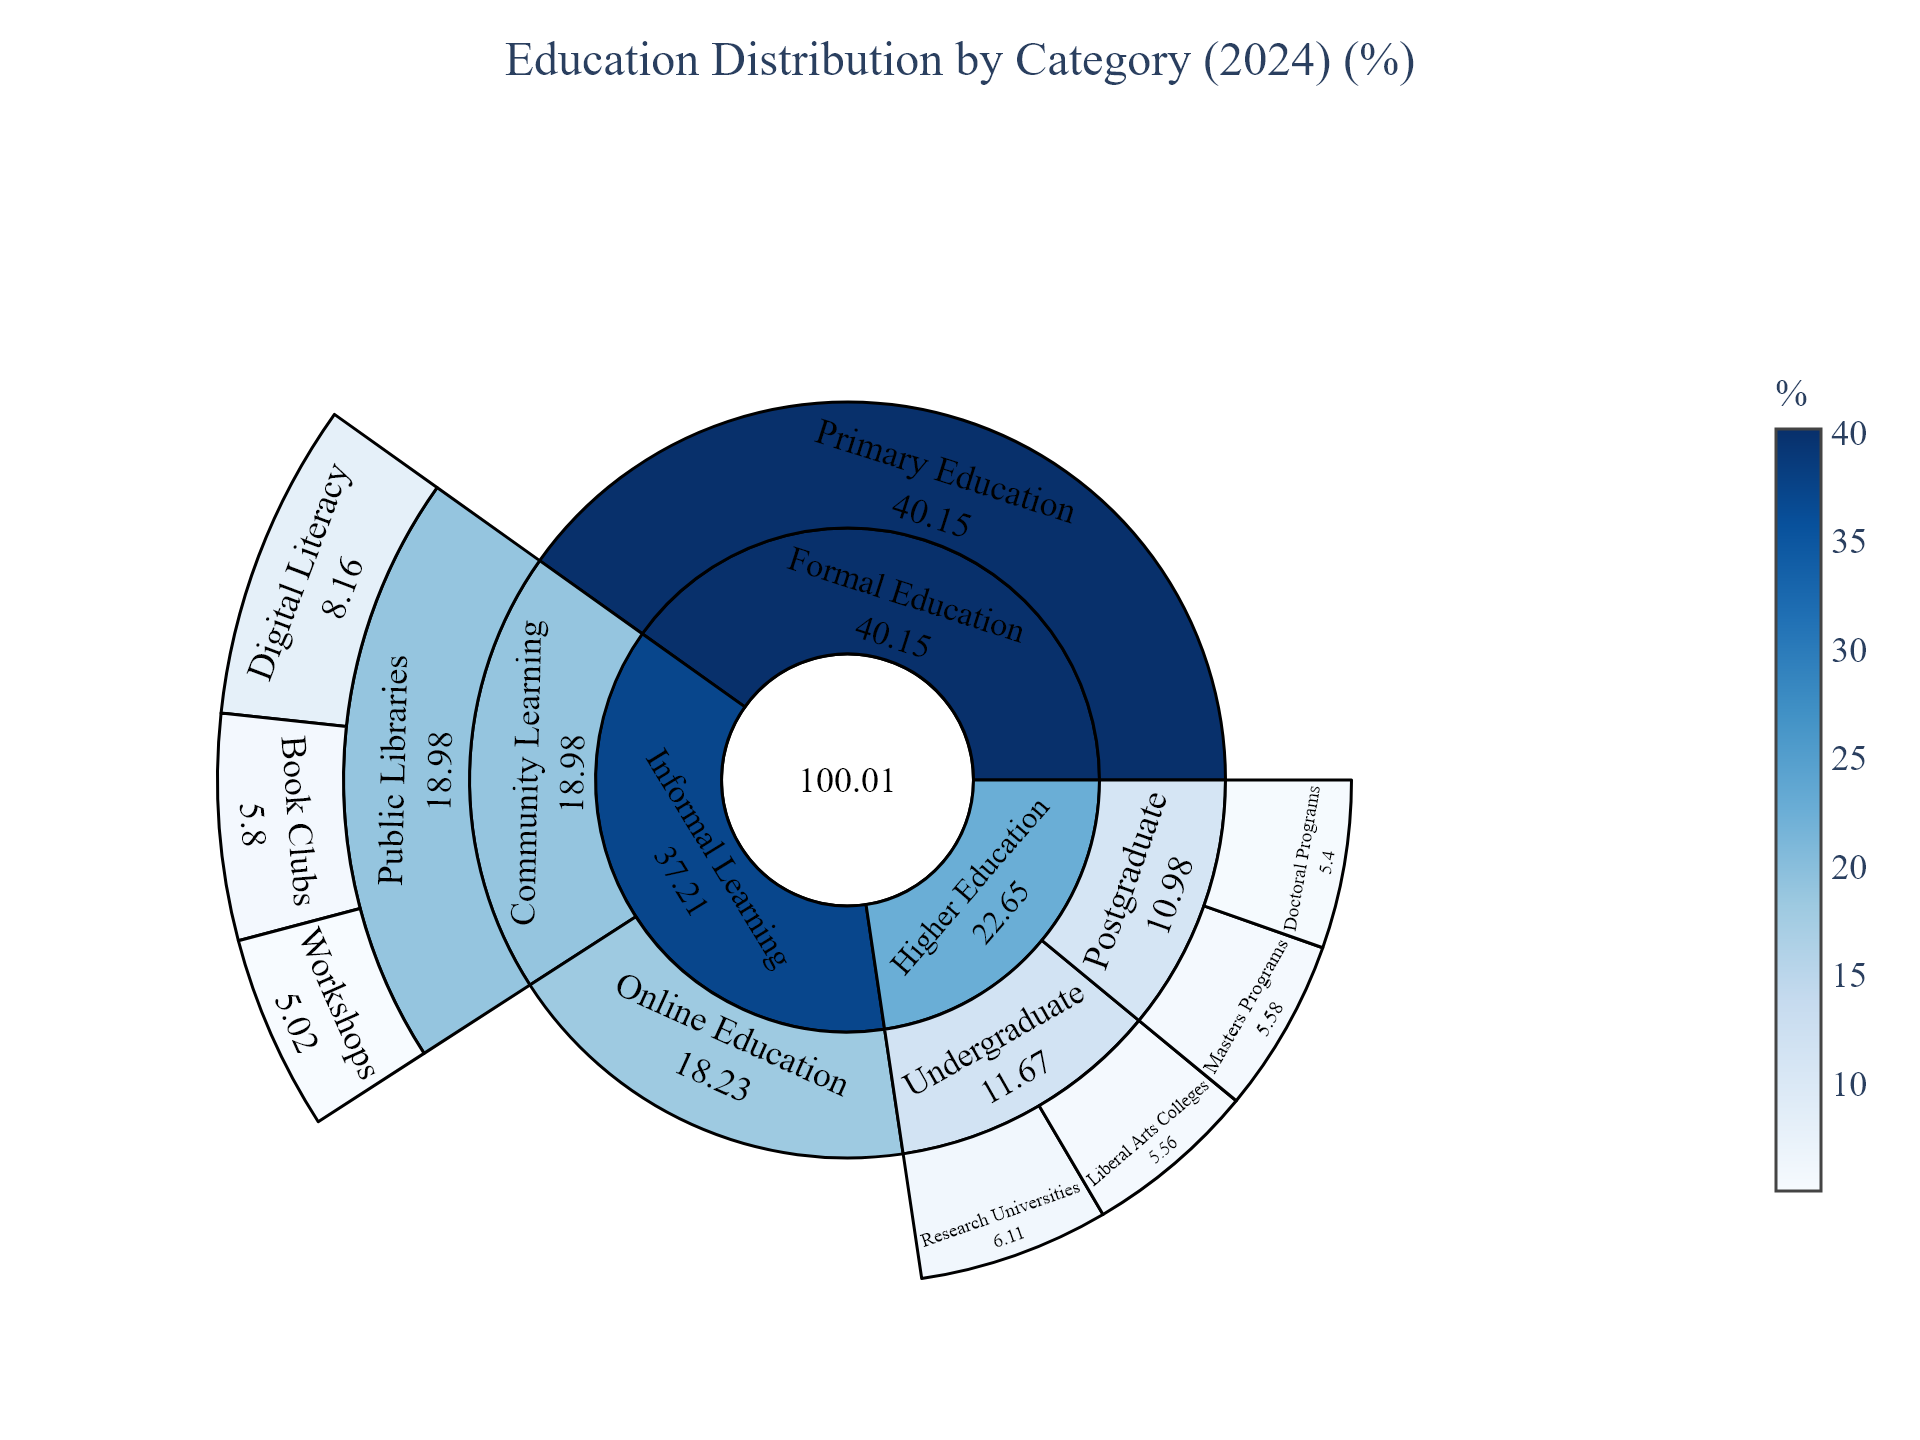 Education Distribution by Category (2024) (%)
Primary Education
40.15
Formal Education
40.15
Digital Literacy
8.16
Public Libraries
18.98
Community Learning
18.98
Book Clubs
5.8
Workshops
5.02
Informal Learning
37.21
100.01
Online Education
18.23
Higher Education
22.65
Postgraduate
10.98
Undergraduate
11.67
Doctoral Programs
5.4
Masters Programs
5.58
Liberal Arts Colleges
5.56
Research Universities
6.11
%
40
35
30
25
20
15
10